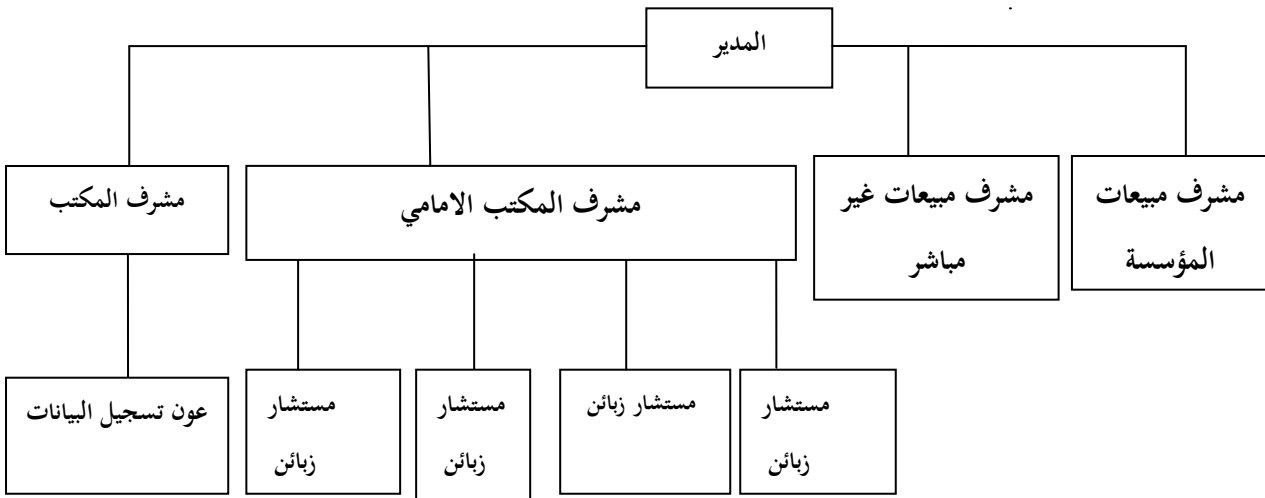 المدير
مشرف مبيعات
المؤسسة
مشرف مبيعات غير
مباشر
مشرف المكتب الامامي
مشرف المكتب
مستشار
زبائن
مستشار زبائن
مستشار
زبائن
مستشار
زبائن
عون تسجيل البيانات